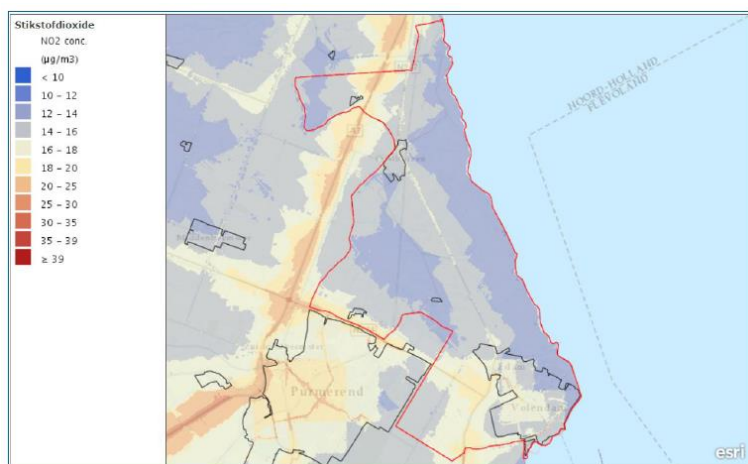 Stikstofdioxide
NO2 conc.
(µg/m3)
< 10
10 – 12
12 – 14
14 – 16
16 – 18
18 – 20
20 – 25
25 – 30
30 – 35
35 – 39
≥ 39
NOORD-HOLLAND
FLEVOLAND
Purmerend
Edam
Volendam
esri